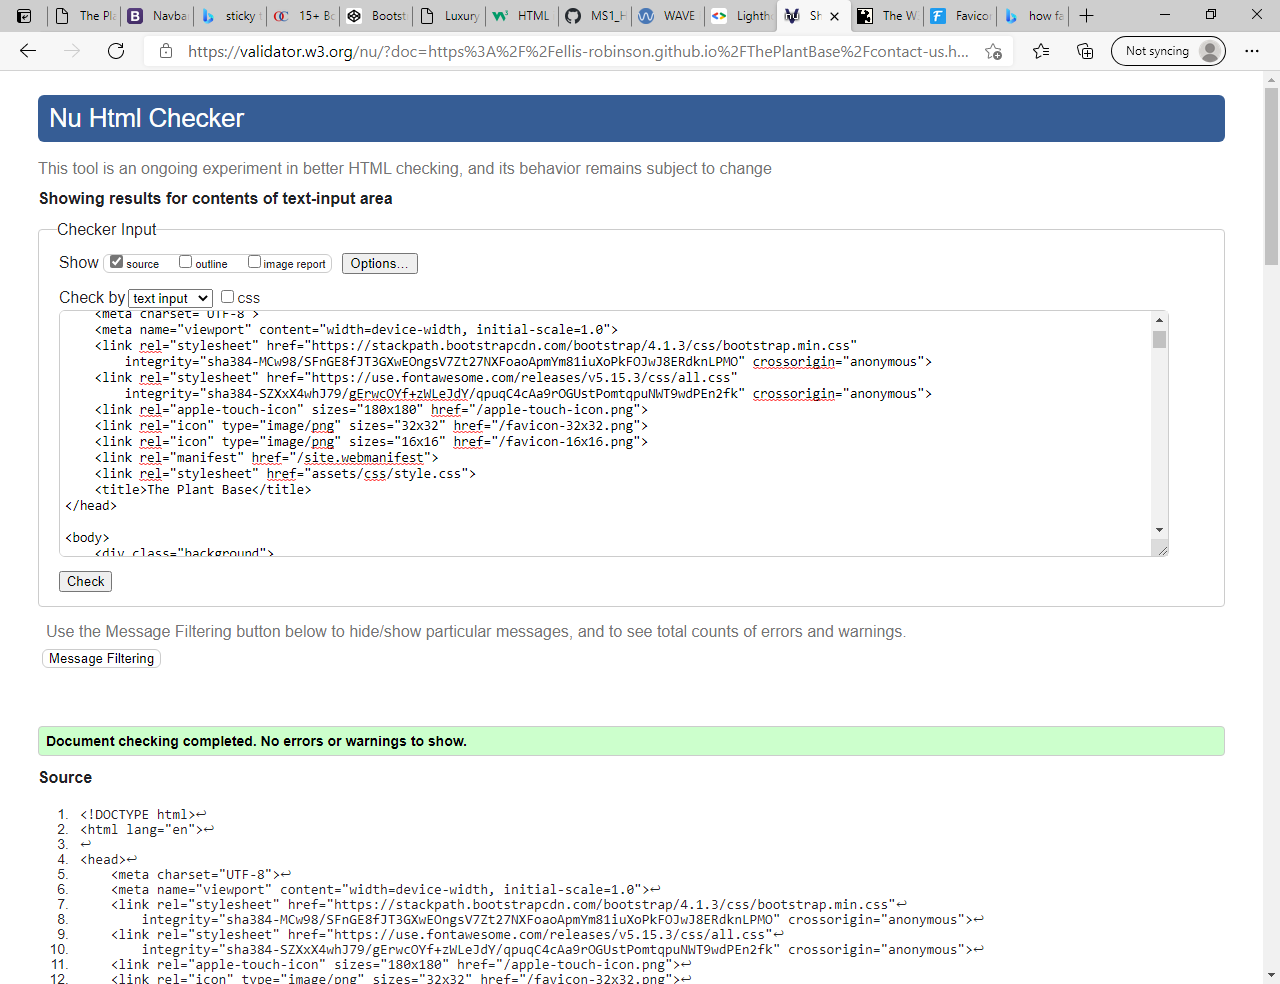 The Pl
Navba
sticky
15+ Bo
Bootst
Luxury
HTML
MS1_H
WAVE
Lighth
Sh
The W
Favico
how fa
https://validator.w3.org/nu/?doc=https%3A%2F%2Fellis-robinson.github.io%2FThePlantBase%2Fcontact-us.h...
Not syncing
Nu Html Checker
This tool is an ongoing experiment in better HTML checking, and its behavior remains subject to change
Showing results for contents of text-input area
Checker Input
Show source outline image report Options...
Check by text input css
<meta charset="UTF-8">
<meta name="viewport" content="width=device-width, initial-scale=1.0">
<link rel="stylesheet" href="https://stackpath.bootstrapcdn.com/bootstrap/4.1.3/css/bootstrap.min.css"
integrity="sha384-MCw98/SFnGE8fJT3GXwEOngsV7Zt27NXFoaoApmYm81iuXoPkFOJwJ8ERdknLPMO" crossorigin="anonymous">
<link rel="stylesheet" href="https://use.fontawesome.com/releases/v5.15.3/css/all.css"
integrity="sha384-SZXxX4whJ79/gErwcOYf+zWLeJdY/qpuqC4cAa9rOGUstPomtqpuNWT9wdPEn2fk" crossorigin="anonymous">
<link rel="apple-touch-icon" sizes="180x180" href="/apple-touch-icon.png">
<link rel="icon" type="image/png" sizes="32x32" href="/favicon-32x32.png">
<link rel="icon" type="image/png" sizes="16x16" href="/favicon-16x16.png">
<link rel="manifest" href="/site.webmanifest">
<link rel="stylesheet" href="assets/css/style.css">
<title>The Plant Base</title>
</head>
<body>
<div class="background">
Check
Use the Message Filtering button below to hide/show particular messages, and to see total counts of errors and warnings.
Message Filtering
Document checking completed. No errors or warnings to show.
Source
1. <!DOCTYPE html>↩
2. <html lang="en">↩
3. ↩
4. <head>↩
5. <meta charset="UTF-8">↩
6. <meta name="viewport" content="width=device-width, initial-scale=1.0">↩
7. <link rel="stylesheet" href="https://stackpath.bootstrapcdn.com/bootstrap/4.1.3/css/bootstrap.min.css"↩
8. integrity="sha384-MCw98/SFnGE8fJT3GXwEOngsV7Zt27NXFoaoApmYm81iuXoPkFOJwJ8ERdknLPMO" crossorigin="anonymous">↩
9. <link rel="stylesheet" href="https://use.fontawesome.com/releases/v5.15.3/css/all.css"↩
10. integrity="sha384-SZXxX4whJ79/gErwcOYf+zWLeJdY/qpuqC4cAa9rOGUstPomtqpuNWT9wdPEn2fk" crossorigin="anonymous">↩
11. <link rel="apple-touch-icon" sizes="180x180" href="/apple-touch-icon.png">↩
12. <link rel="icon" type="image/png" sizes="32x32" href="/favicon-32x32.png">↩